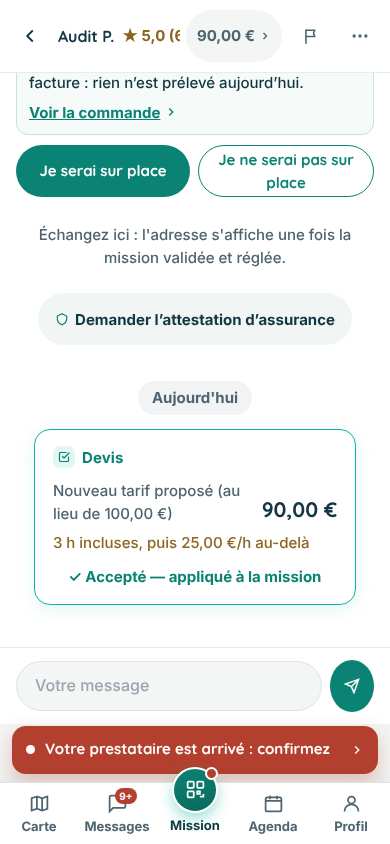 Audit P. ★ 5,0 (6 90,00 € ›
facture : rien n’est prélevé aujourd’hui.
Voir la commande ›
Je serai sur place
Je ne serai pas sur
place
Échangez ici : l'adresse s'affiche une fois la
mission validée et réglée.
Demander l’attestation d’assurance
Aujourd'hui
Devis
Nouveau tarif proposé (au
lieu de 100,00 €)
90,00 €
3 h incluses, puis 25,00 €/h au-delà
✓ Accepté — appliqué à la mission
Votre message
Votre prestataire est arrivé : confirmez ›
9+
Carte Messages Mission Agenda Profil